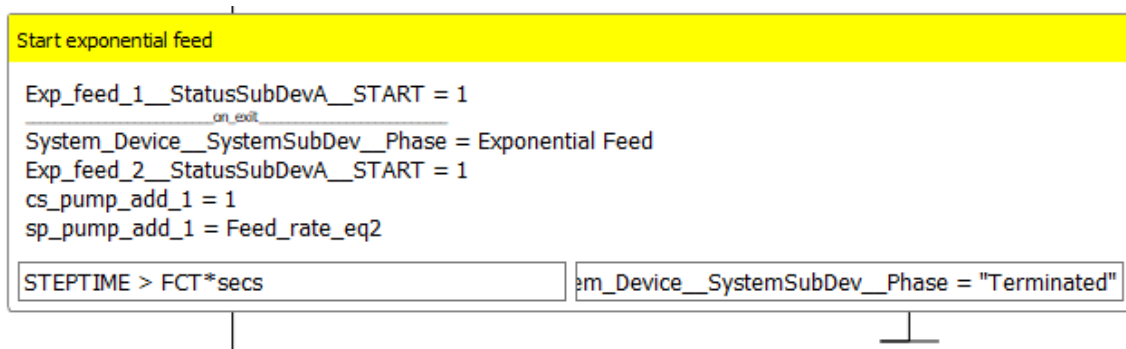 Start exponential feed
Exp_feed_1__StatusSubDevA__START = 1
on_exit
System_Device__SystemSubDev__Phase = Exponential Feed
Exp_feed_2__StatusSubDevA__START = 1
cs_pump_add_1 = 1
sp_pump_add_1 = Feed_rate_eq2
STEPTIME > FCT*secs
em_Device__SystemSubDev__Phase = "Terminated"